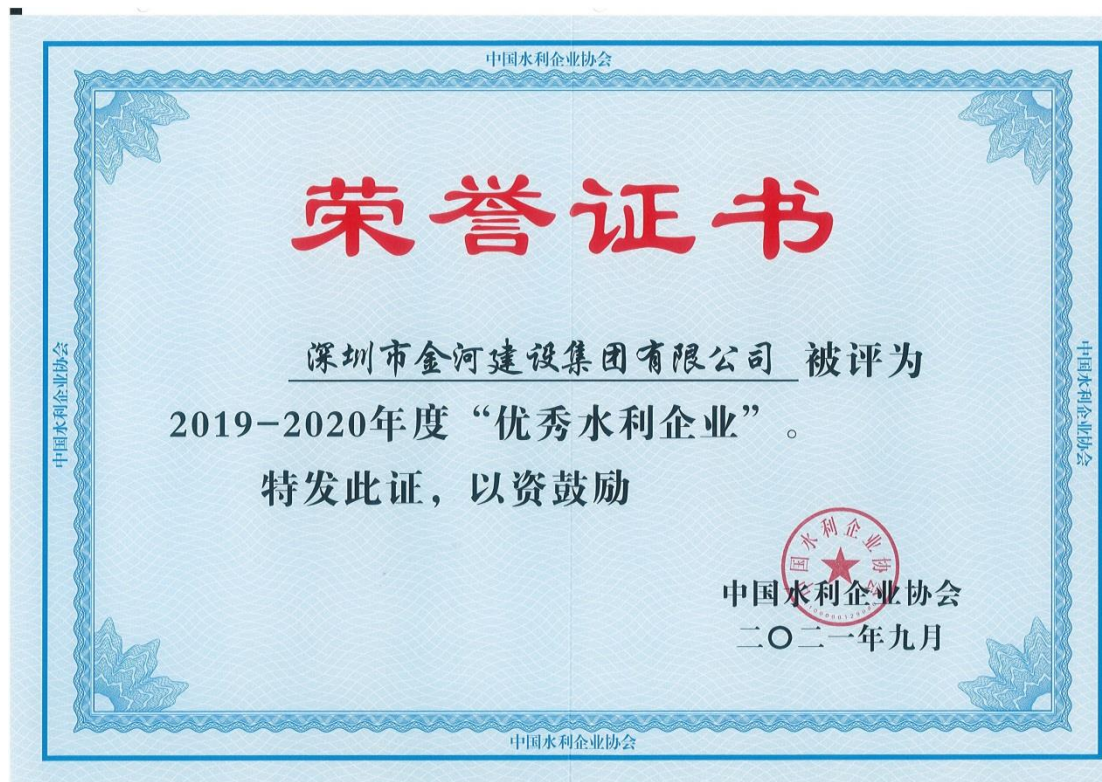 中国水利企业协会
荣誉证书
深圳市金河建设集团有限公司 被评为
2019-2020年度“优秀水利企业”。
特发此证，以资鼓励
中国水利企业协会
中国水利企业协会
中国水利企业协会
中国水利企业协会
二〇二一年九月
中国水利企业协会